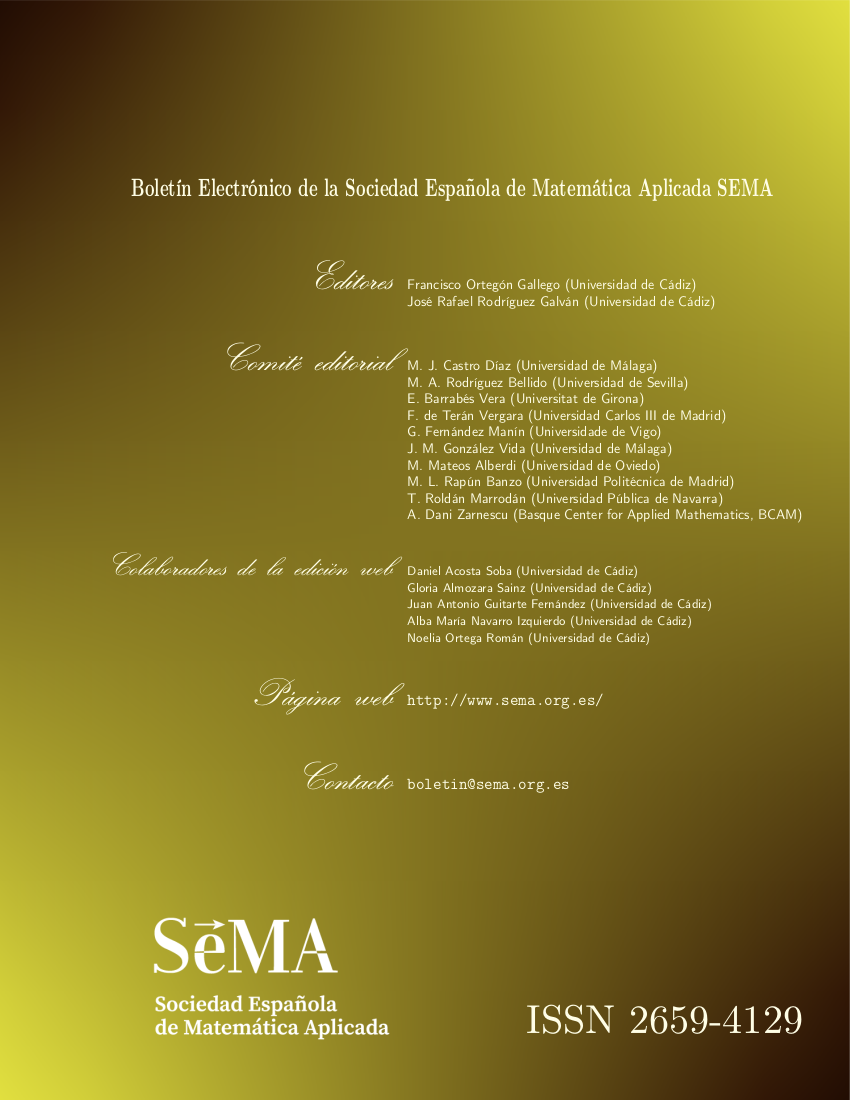 Boletín Electrónico de la Sociedad Española de Matemática Aplicada SEMA
Editores Francisco Ortegón Gallego (Universidad de Cádiz)
José Rafael Rodríguez Galván (Universidad de Cádiz)
Comité editorial M. J. Castro Díaz (Universidad de Málaga)
M. A. Rodríguez Bellido (Universidad de Sevilla)
E. Barrabés Vera (Universitat de Girona)
F. de Terán Vergara (Universidad Carlos III de Madrid)
G. Fernández Manín (Universidade de Vigo)
J. M. González Vida (Universidad de Málaga)
M. Mateos Alberdi (Universidad de Oviedo)
M. L. Rapún Banzo (Universidad Politécnica de Madrid)
T. Roldán Marrodán (Universidad Pública de Navarra)
A. Dani Zarnescu (Basque Center for Applied Mathematics, BCAM)
Colaboradores de la edición web Daniel Acosta Soba (Universidad de Cádiz)
Gloria Almozara Sainz (Universidad de Cádiz)
Juan Antonio Guitarte Fernández (Universidad de Cádiz)
Alba María Navarro Izquierdo (Universidad de Cádiz)
Noelia Ortega Román (Universidad de Cádiz)
Página web http://www.sema.org.es/
Contacto boletin@sema.org.es
SeMA
Sociedad Española
de Matemática Aplicada
ISSN 2659-4129